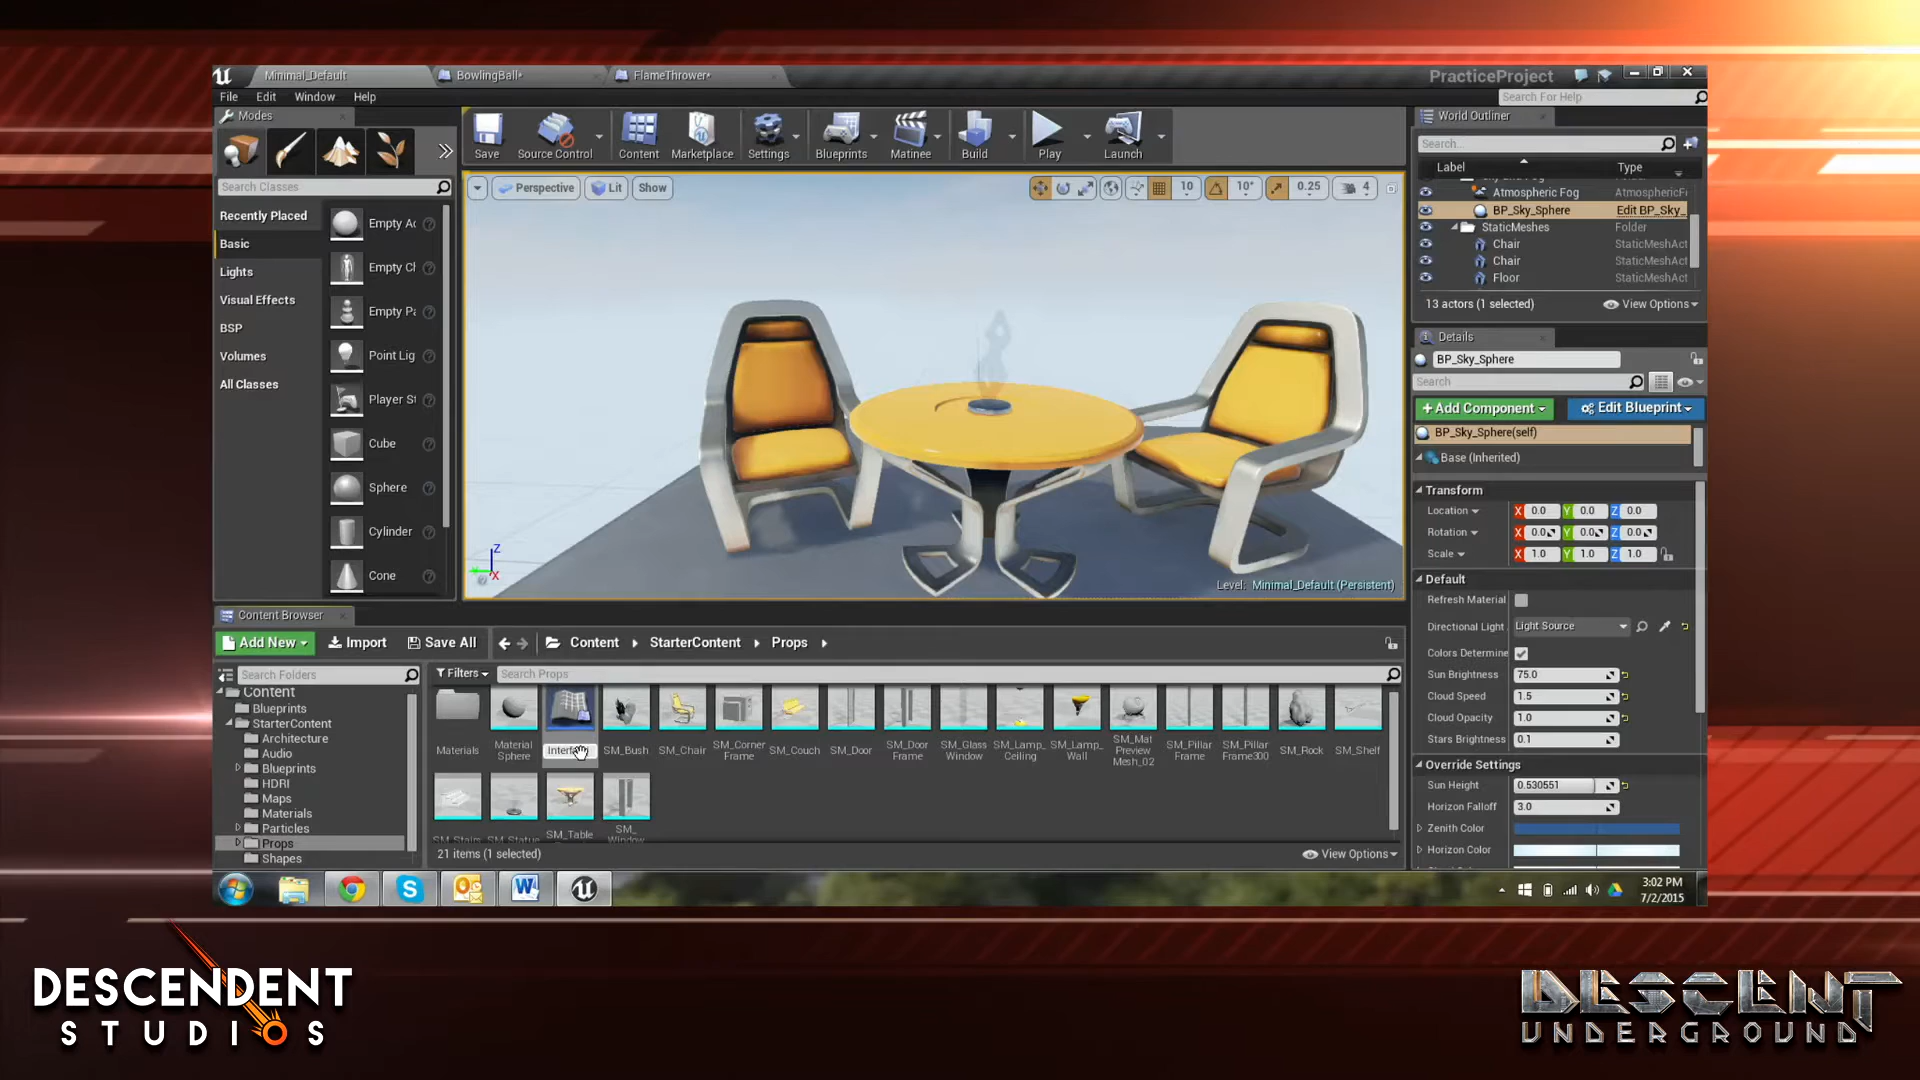 Minimal_Default
BowlingBall*
FlameThrower*
PracticeProject
File Edit Window Help
Search For Help
Modes
World Outliner
Save
Source Control
Content
Marketplace
Settings
Blueprints
Matinee
Build
Play
Launch
Search...
Label
Type
Search Classes
Perspective
Lit
Show
10
10°
0.25
4
Atmospheric Fog
AtmosphericF
BP_Sky_Sphere
Edit BP_Sky_
StaticMeshes
Folder
Chair
StaticMeshAct
Chair
StaticMeshAct
Floor
StaticMeshAct
13 actors (1 selected)
View Options
Recently Placed
Basic
Lights
Visual Effects
BSP
Volumes
All Classes
Empty Ac
Empty Ch
Empty Pa
Point Lig
Player St
Cube
Sphere
Cylinder
Cone
Z
X
Level: Minimal_Default (Persistent)
Details
BP_Sky_Sphere
Search
+Add Component
Edit Blueprint
BP_Sky_Sphere(self)
Base (Inherited)
Transform
Location X 0.0 Y 0.0 Z 0.0
Rotation X 0.0 Y 0.0 Z 0.0
Scale X 1.0 Y 1.0 Z 1.0
Default
Refresh Material
Directional Light
Light Source
Colors Determine
Sun Brightness 75.0
Cloud Speed 1.5
Cloud Opacity 1.0
Stars Brightness 0.1
Override Settings
Sun Height 0.530551
Horizon Falloff 3.0
Zenith Color
Horizon Color
Content Browser
Add New
Import
Save All
Content
StarterContent
Props
Search Folders
Filters
Search Props
Content
Blueprints
StarterContent
Architecture
Audio
Blueprints
HDRI
Maps
Materials
Particles
Props
Shapes
Materials
Material Sphere
SM_Bush
SM_Chair
SM_Corner Frame
SM_Couch
SM_Door
SM_Door Frame
SM_Glass Window
SM_Lamp_ Ceiling
SM_Lamp_ Wall
SM_Mat Preview Mesh_02
SM_Pillar Frame
SM_Pillar Frame300
SM_Rock
SM_Shelf
SM_Stairs
SM_Statue
SM_Table
SM_ Window
21 items (1 selected)
View Options
3:02 PM
7/2/2015
DESCENDENT
STUDIOS
DESCENT
UNDERGROUND